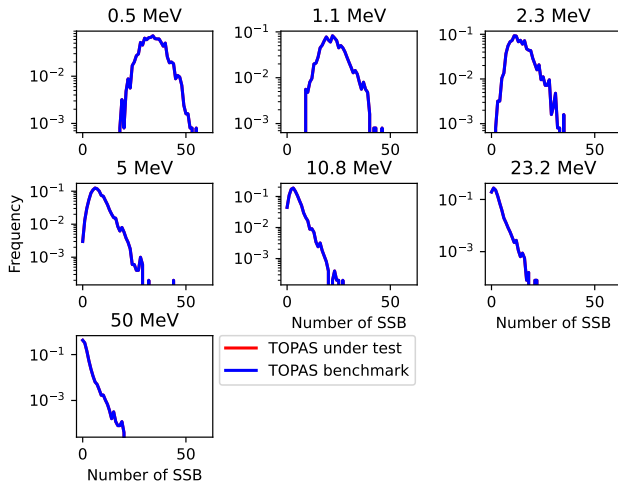 0.5 MeV
1.1 MeV
2.3 MeV
10⁻¹
10⁻¹
10⁻²
10⁻²
10⁻²
10⁻³
10⁻³
10⁻³
0
50
0
50
0
50
5 MeV
10.8 MeV
23.2 MeV
10⁻¹
10⁻¹
10⁻¹
10⁻²
10⁻²
10⁻³
10⁻³
10⁻³
Frequency
0
50
0
50
0
50
Number of SSB
Number of SSB
50 MeV
10⁻¹
10⁻³
0
50
Number of SSB
TOPAS under test
TOPAS benchmark